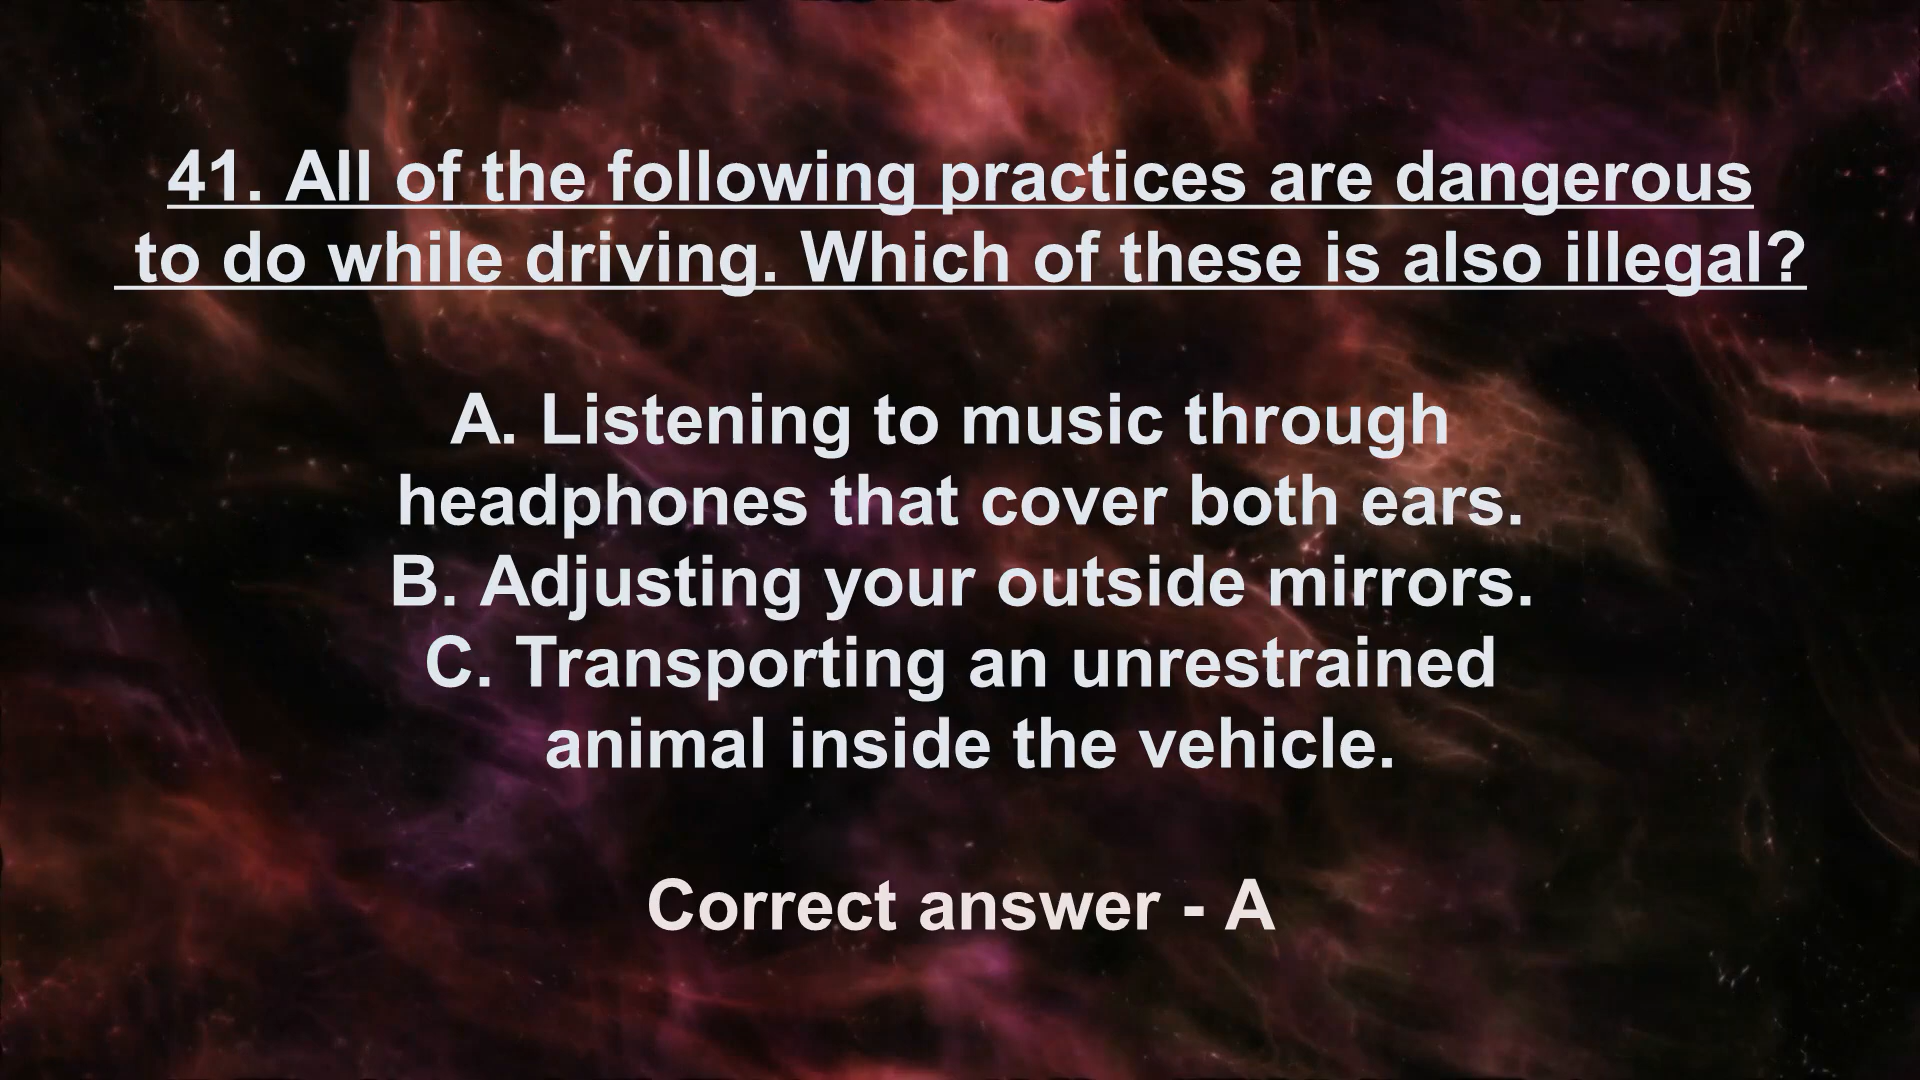 41. All of the following practices are dangerous
to do while driving. Which of these is also illegal?
A. Listening to music through
headphones that cover both ears.
B. Adjusting your outside mirrors.
C. Transporting an unrestrained
animal inside the vehicle.
Correct answer - A